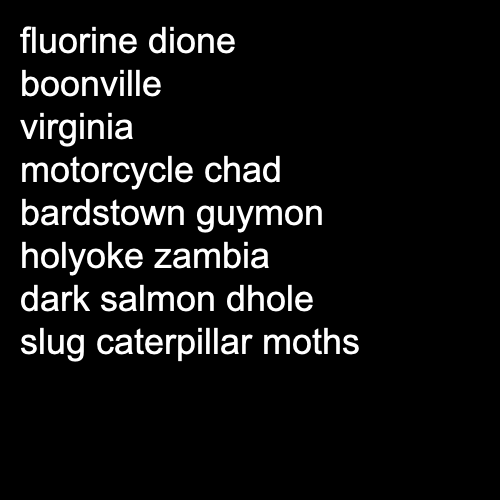 fluorine dione
boonville
virginia
motorcycle chad
bardstown guymon
holyoke zambia
dark salmon dhole
slug caterpillar moths